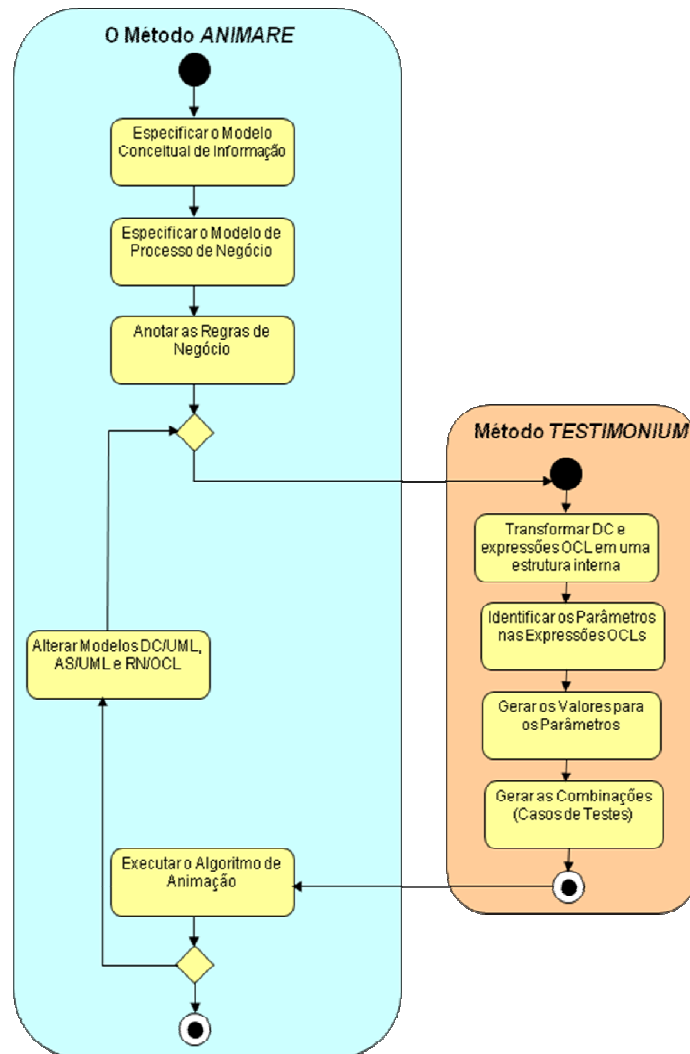 O Método ANIMARE
Especificar o Modelo
Conceitual de Informação
Especificar o Modelo de
Processo de Negócio
Anotar as Regras de
Negócio
Alterar Modelos DC/UML,
AS/UML e RN/OCL
Executar o Algoritmo de
Animação
Método TESTIMONIUM
Transformar DC e
expressões OCL em uma
estrutura interna
Identificar os Parâmetros
nas Expressões OCLs
Gerar os Valores para
os Parâmetros
Gerar as Combinações
(Casos de Testes)